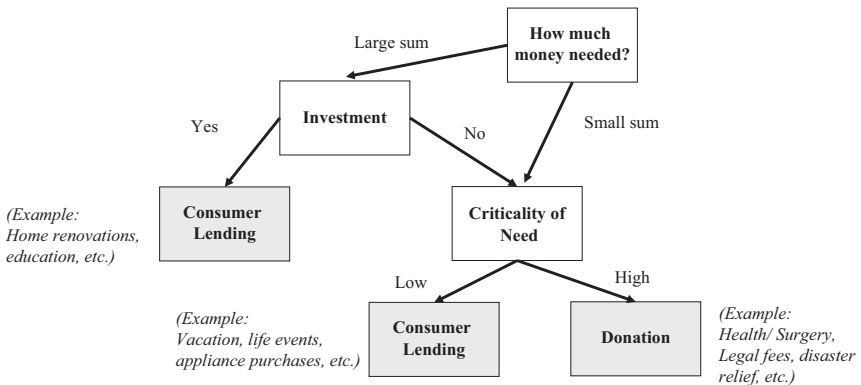 How much
money needed?
Large sum
Small sum
Investment
Yes
No
Consumer
Lending
(Example:
Home renovations,
education, etc.)
Criticality of
Need
Low
High
(Example:
Vacation, life events,
appliance purchases, etc.)
Consumer
Lending
Donation
(Example:
Health/ Surgery,
Legal fees, disaster
relief, etc.)